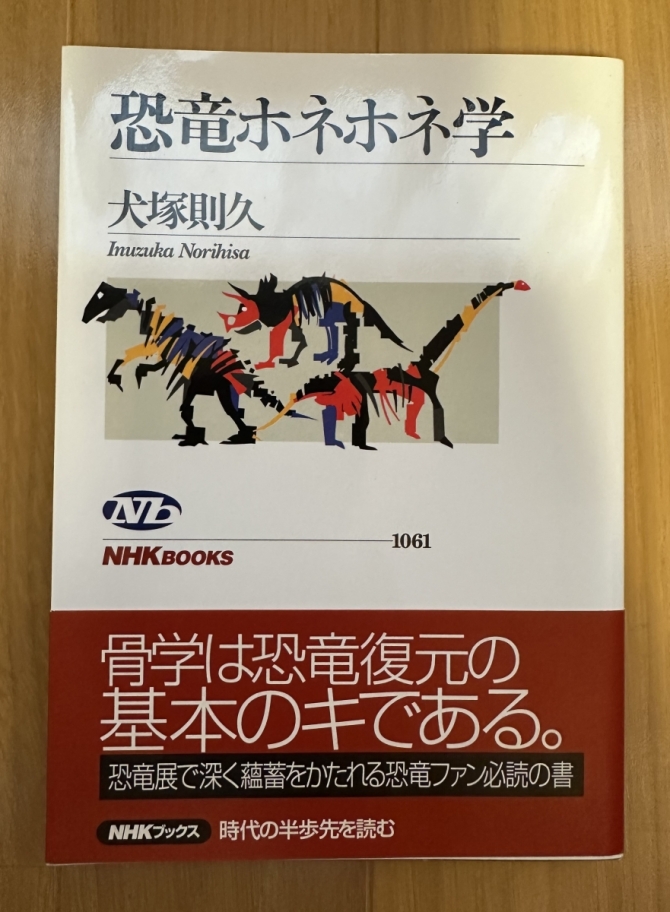 恐竜ホネホネ学
犬塚則久
Inuzuka Norihisa
Nb
1061
NHKBOOKS
骨学は恐竜復元の
基本のキである。
恐竜展で深く蘊蓄をかたれる恐竜ファン必読の書
NHKブックス 時代の半歩先を読む